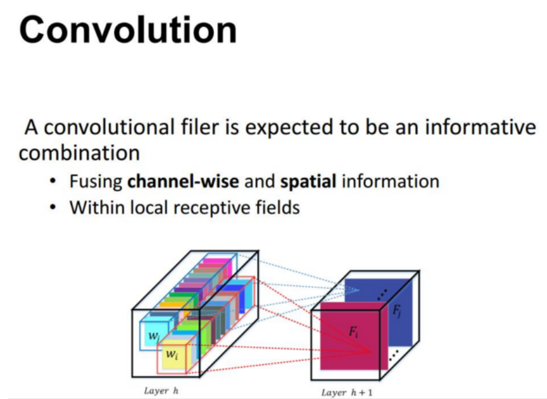 Convolution
A convolutional filer is expected to be an informative
combination
• Fusing channel-wise and spatial information
• Within local receptive fields
W_j
W_i
F_j
F_i
Layer h
Layer h + 1